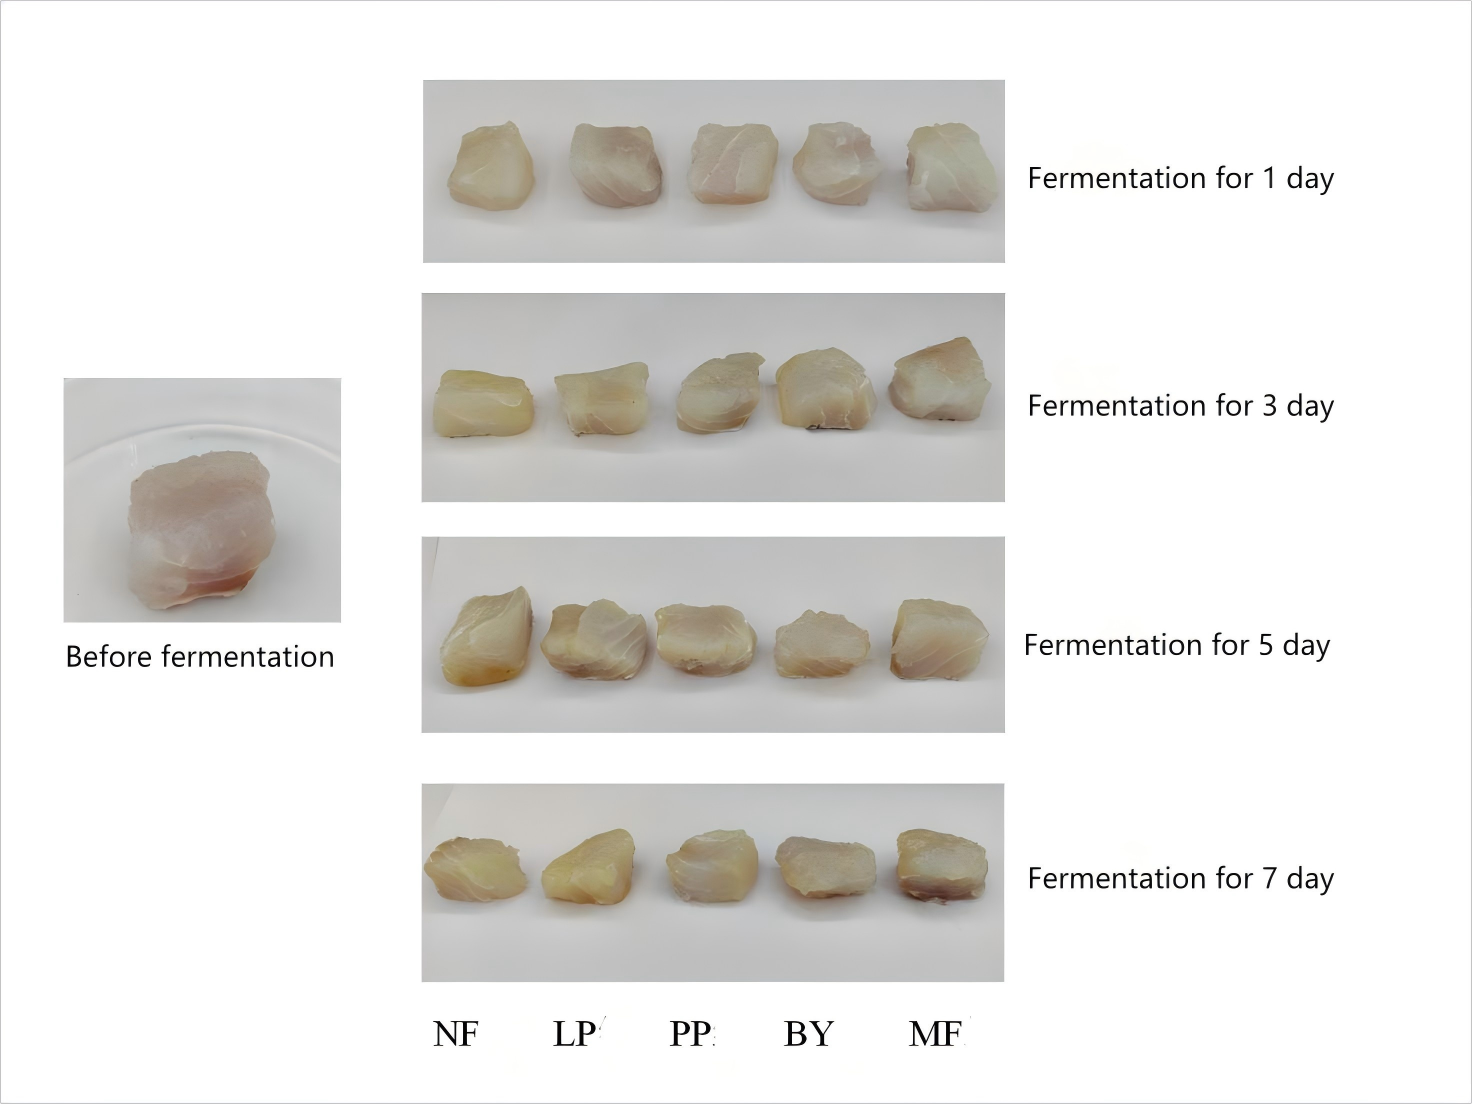 Fermentation for 1 day
Fermentation for 3 day
Before fermentation
Fermentation for 5 day
Fermentation for 7 day
NF LP PP BY MF